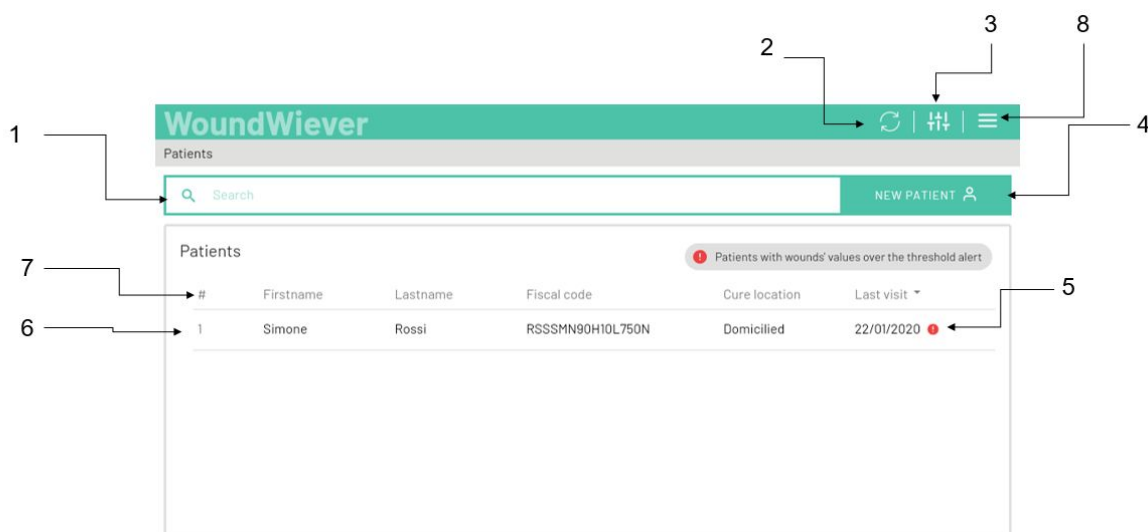 3 8
2
WoundWiever
1 4
Patients
Search NEW PATIENT
Patients ! Patients with wounds' values over the threshold alert
7 # Firstname Lastname Fiscal code Cure location Last visit 5
6 1 Simone Rossi RSSSMN90H10L750N Domicilied 22/01/2020 !